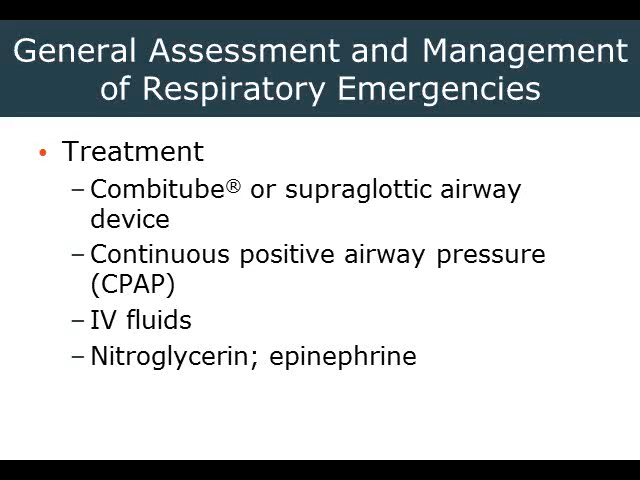 General Assessment and Management
of Respiratory Emergencies
• Treatment
– Combitube® or supraglottic airway
device
– Continuous positive airway pressure
(CPAP)
– IV fluids
– Nitroglycerin; epinephrine